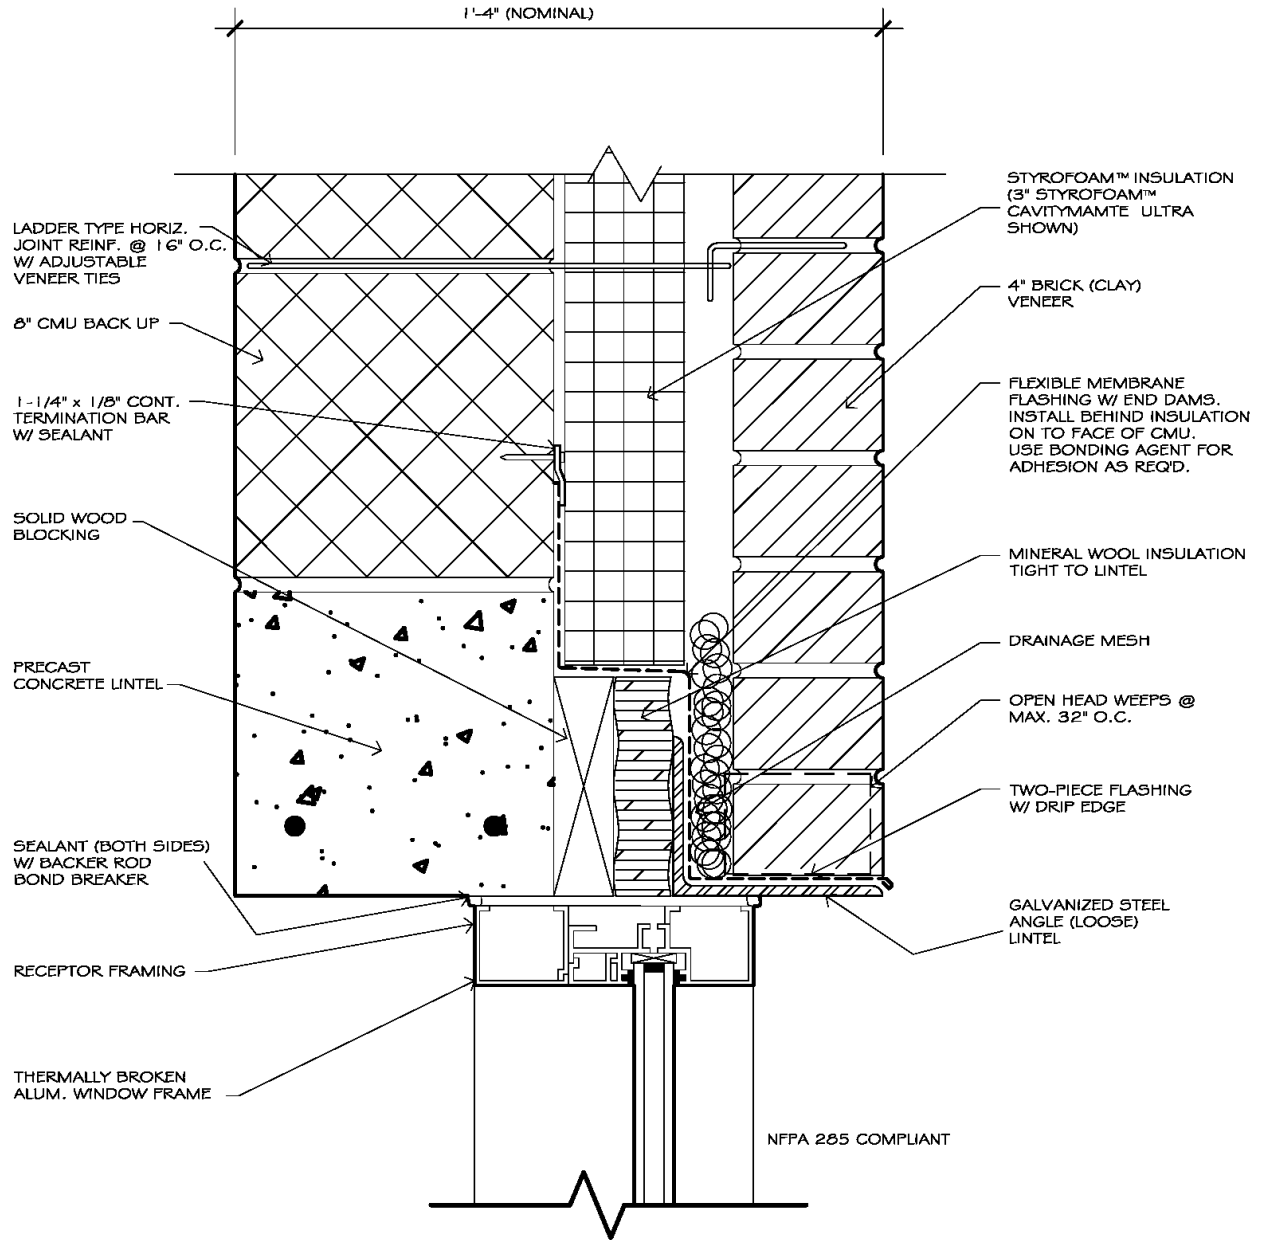 1'-4" (NOMINAL)
LADDER TYPE HORIZ.
JOINT REINF. @ 16" O.C.
W/ ADJUSTABLE
VENEER TIES
8" CMU BACK UP
1-1/4" x 1/8" CONT.
TERMINATION BAR
W/ SEALANT
SOLID WOOD
BLOCKING
PRECAST
CONCRETE LINTEL
SEALANT (BOTH SIDES)
W/ BACKER ROD
BOND BREAKER
RECEPTOR FRAMING
THERMALLY BROKEN
ALUM. WINDOW FRAME
STYROFOAM™ INSULATION
(3" STYROFOAM™
CAVITYMAMTE ULTRA
SHOWN)
4" BRICK (CLAY)
VENEER
FLEXIBLE MEMBRANE
FLASHING W/ END DAMS.
INSTALL BEHIND INSULATION
ON TO FACE OF CMU.
USE BONDING AGENT FOR
ADHESION AS REQ'D.
MINERAL WOOL INSULATION
TIGHT TO LINTEL
DRAINAGE MESH
OPEN HEAD WEEPS @
MAX. 32" O.C.
TWO-PIECE FLASHING
W/ DRIP EDGE
GALVANIZED STEEL
ANGLE (LOOSE)
LINTEL
NFPA 285 COMPLIANT